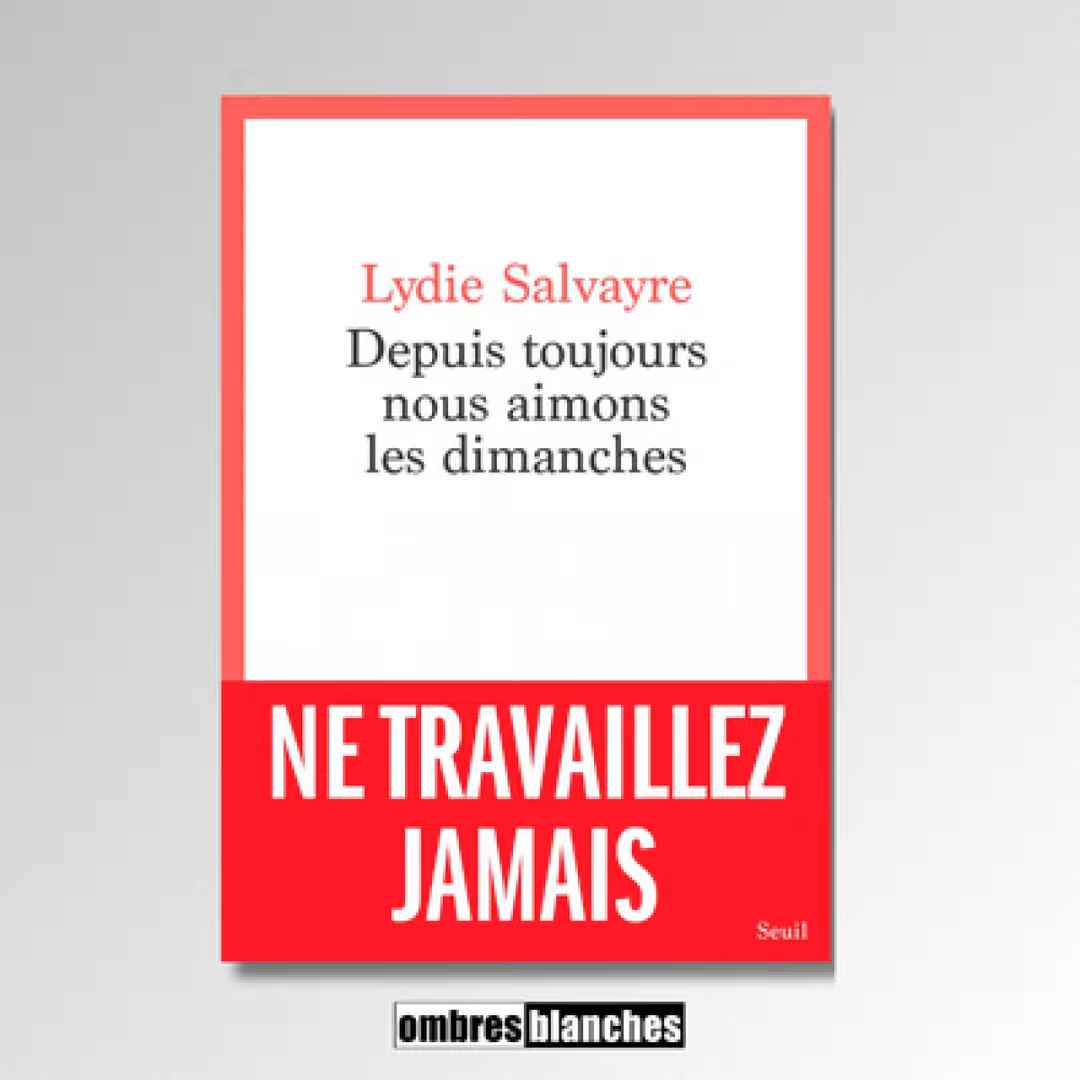 Lydie Salvayre
Depuis toujours
nous aimons
les dimanches
NE TRAVAILLEZ
JAMAIS
Seuil
ombres blanches